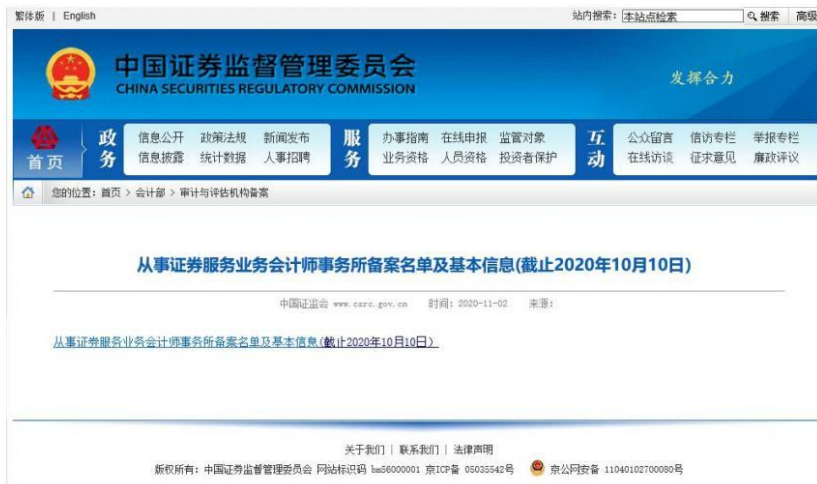 繁体版 | English
站内搜索: 本站点检索 搜索 高级
中国证券监督管理委员会
CHINA SECURITIES REGULATORY COMMISSION
发挥合力
首页
政务
信息公开 政策法规 新闻发布
信息披露 统计数据 人事招聘
服务
办事指南 在线申报 监管对象
业务资格 人员资格 投资者保护
互动
公众留言 信访专栏 举报专栏
在线访谈 征求意见 廉政评议
您的位置: 首页 > 会计部 > 审计与评估机构备案
从事证券服务业务会计师事务所备案名单及基本信息(截止2020年10月10日)
中国证监会 www.csrc.gov.cn 时间: 2020-11-02 来源:
从事证券服务业务会计师事务所备案名单及基本信息(截止2020年10月10日)
关于我们 | 联系我们 | 法律声明
版权所有: 中国证券监督管理委员会 网站标识码 bm56000001 京ICP备 05035542号 京公网安备 11040102700080号